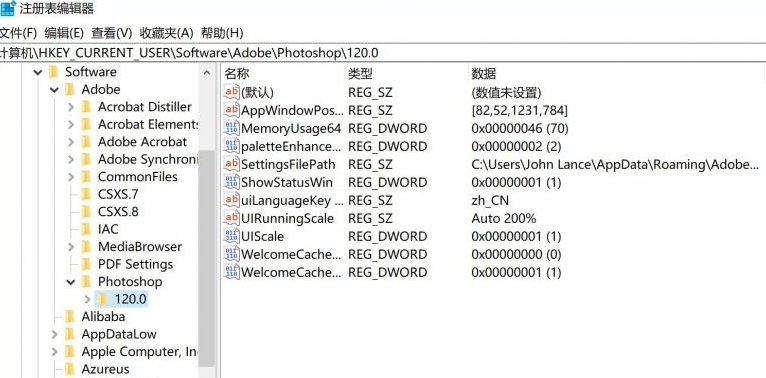 注册表编辑器
文件(F) 编辑(E) 查看(V) 收藏夹(A) 帮助(H)
计算机\HKEY_CURRENT_USER\Software\Adobe\Photoshop\120.0
Software
Adobe
Acrobat Distiller
Acrobat Elements
Adobe Acrobat
Adobe Synchroni
CommonFiles
CSXS.7
CSXS.8
IAC
MediaBrowser
PDF Settings
Photoshop
120.0
Alibaba
AppDataLow
Apple Computer, In
Azureus
名称 类型 数据
(默认) REG_SZ (数值未设置)
AppWindowPos... REG_SZ [82,52,1231,784]
MemoryUsage64 REG_DWORD 0x00000046 (70)
paletteEnhance... REG_DWORD 0x00000002 (2)
SettingsFilePath REG_SZ C:\Users\John Lance\AppData\Roaming\Adobe...
ShowStatusWin REG_DWORD 0x00000001 (1)
uiLanguageKey REG_SZ zh_CN
UIRunningScale REG_SZ Auto 200%
UIScale REG_DWORD 0x00000001 (1)
WelcomeCache... REG_DWORD 0x00000000 (0)
WelcomeCache... REG_DWORD 0x00000001 (1)